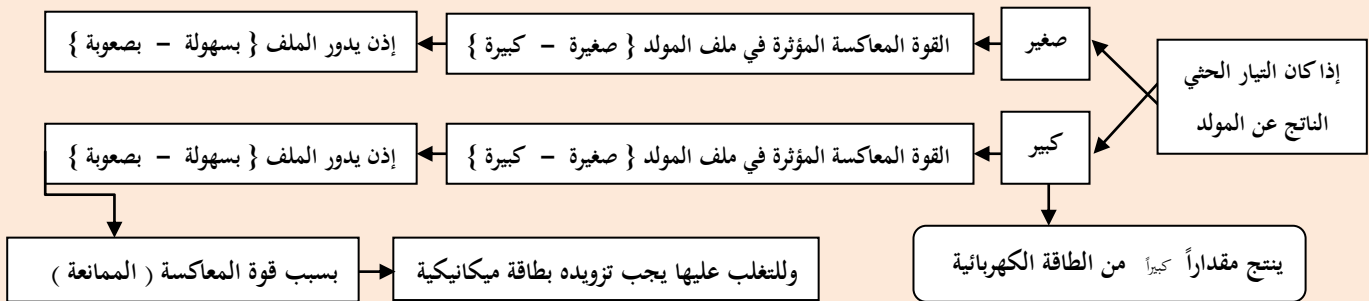 إذا كان التيار الحثي
الناتج عن المولد
صغير
القوة المعاكسة المؤثرة في ملف المولد { صغيرة – كبيرة }
إذن يدور الملف { بسهولة – بصعوبة }
كبير
القوة المعاكسة المؤثرة في ملف المولد { صغيرة – كبيرة }
إذن يدور الملف { بسهولة – بصعوبة }
ينتج مقداراً كبيراً من الطاقة الكهربائية
بسبب قوة المعاكسة ( الممانعة )
وللتغلب عليها يجب تزويده بطاقة ميكانيكية